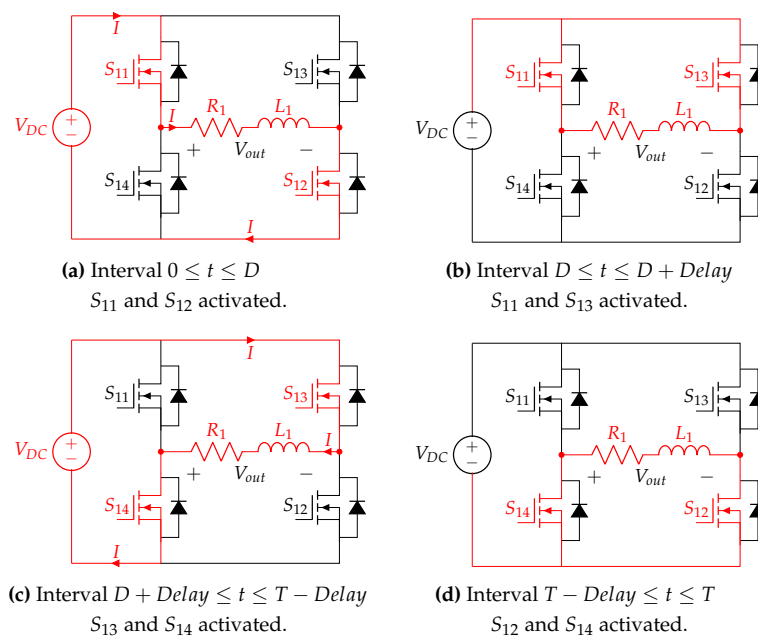 I
S11
S13
VDC
+
−
I
R1
L1
+
Vout
−
S14
S12
I
(a) Interval 0 ≤ t ≤ D
S11 and S12 activated.
S11
S13
VDC
+
−
R1
L1
+
Vout
−
S14
S12
(b) Interval D ≤ t ≤ D + Delay
S11 and S13 activated.
I
S11
S13
VDC
+
−
R1
L1
I
+
Vout
−
S14
S12
I
(c) Interval D + Delay ≤ t ≤ T − Delay
S13 and S14 activated.
S11
S13
VDC
+
−
R1
L1
+
Vout
−
S14
S12
(d) Interval T − Delay ≤ t ≤ T
S12 and S14 activated.